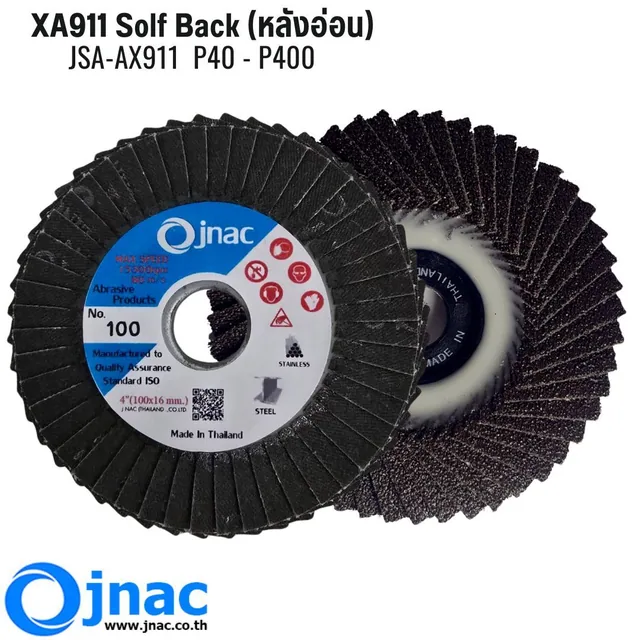 XA911 Solf Back (หลังอ่อน)
JSA-AX911 P40 - P400
jnac
Abrasive
Products
No.
100
Manufactured to
Quality Assurance
Standard ISO
4"(100x16 mm.)
J NAC (THAILAND) CO.LTD
Made In Thailand
STAINLESS
STEEL
MADE IN THAILAND
jnac
www.jnac.co.th